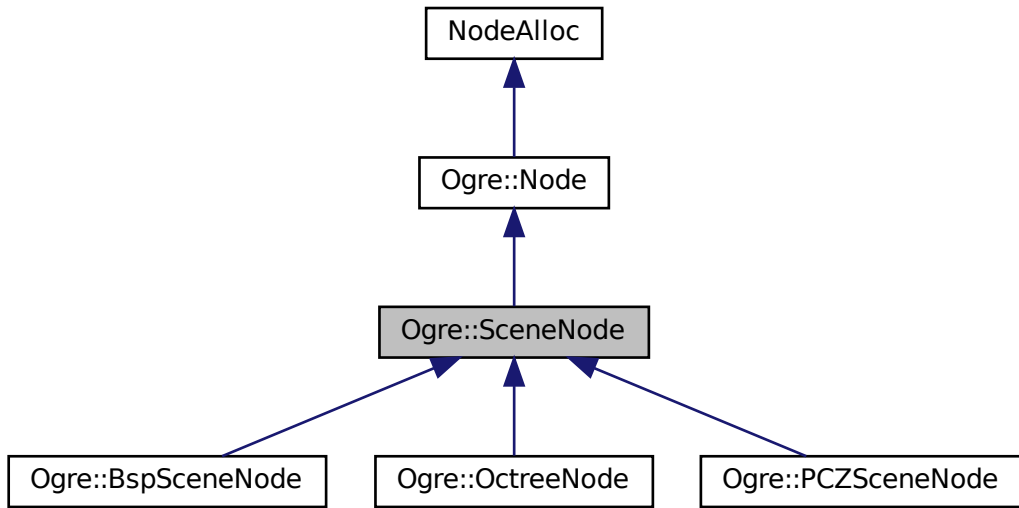 NodeAlloc
Ogre::Node
Ogre::SceneNode
Ogre::BspSceneNode
Ogre::OctreeNode
Ogre::PCZSceneNode